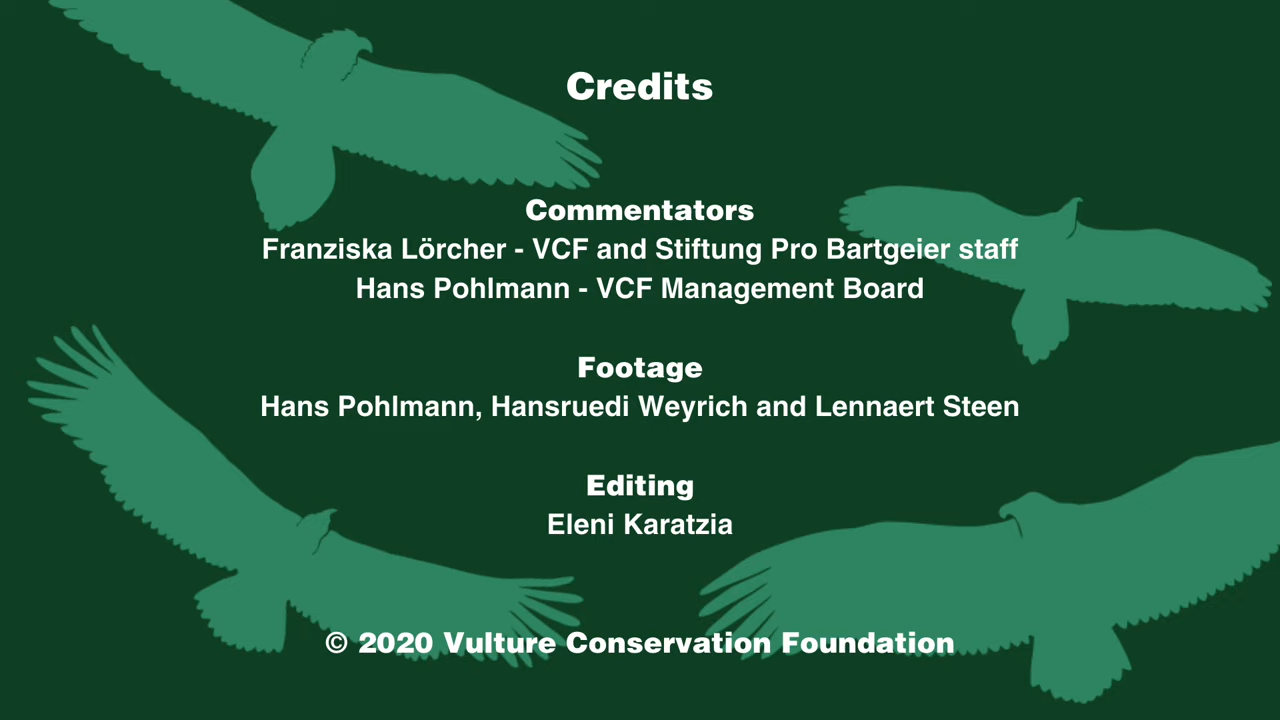 Credits
Commentators
Franziska Lörcher - VCF and Stiftung Pro Bartgeier staff
Hans Pohlmann - VCF Management Board
Footage
Hans Pohlmann, Hansruedi Weyrich and Lennaert Steen
Editing
Eleni Karatzia
© 2020 Vulture Conservation Foundation